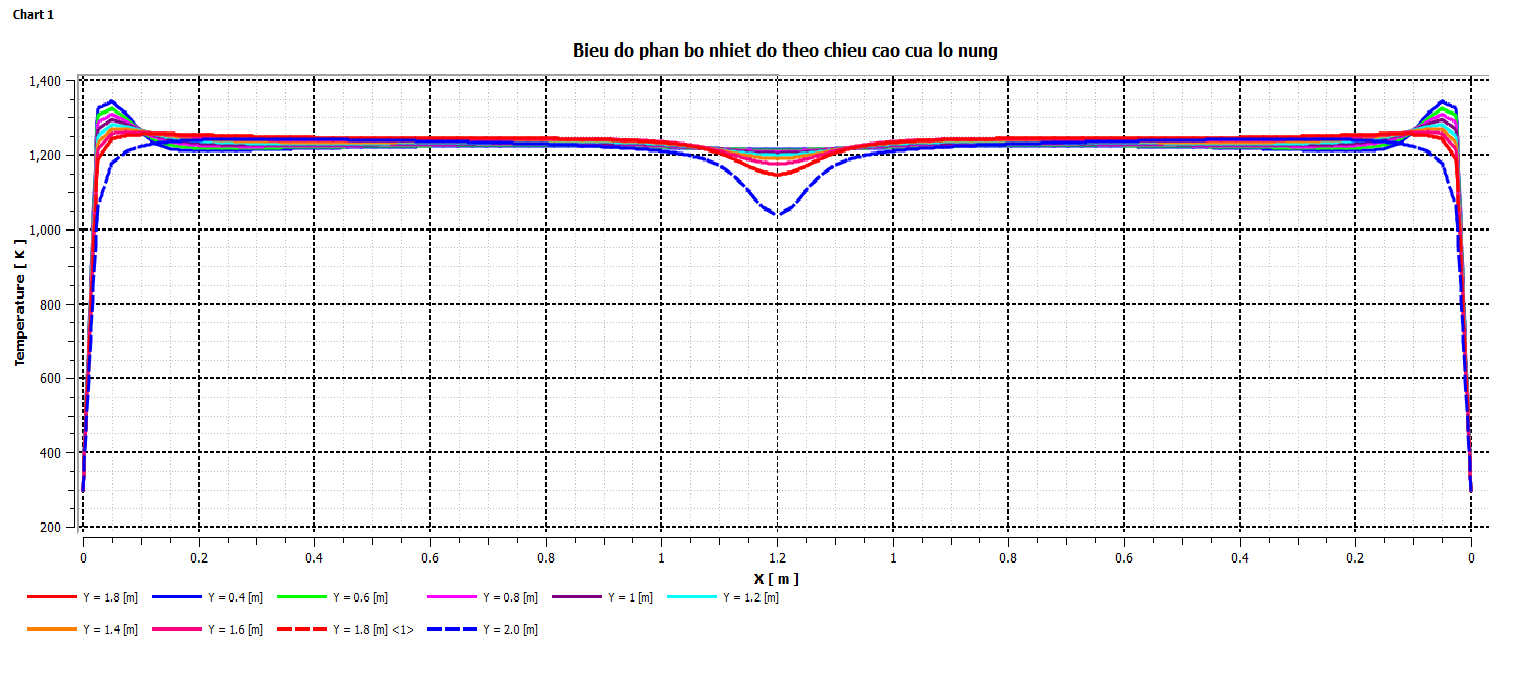 Chart 1
Bieu do phan bo nhiet do theo chieu cao cua lo nung
Temperature [ K ]
1,400
1,200
1,000
800
600
400
200
0 0.2 0.4 0.6 0.8 1 1.2 1 0.8 0.6 0.4 0.2 0
X [ m ]
Y = 1.8 [m] Y = 0.4 [m] Y = 0.6 [m] Y = 0.8 [m] Y = 1 [m] Y = 1.2 [m]
Y = 1.4 [m] Y = 1.6 [m] Y = 1.8 [m] <1> Y = 2.0 [m]